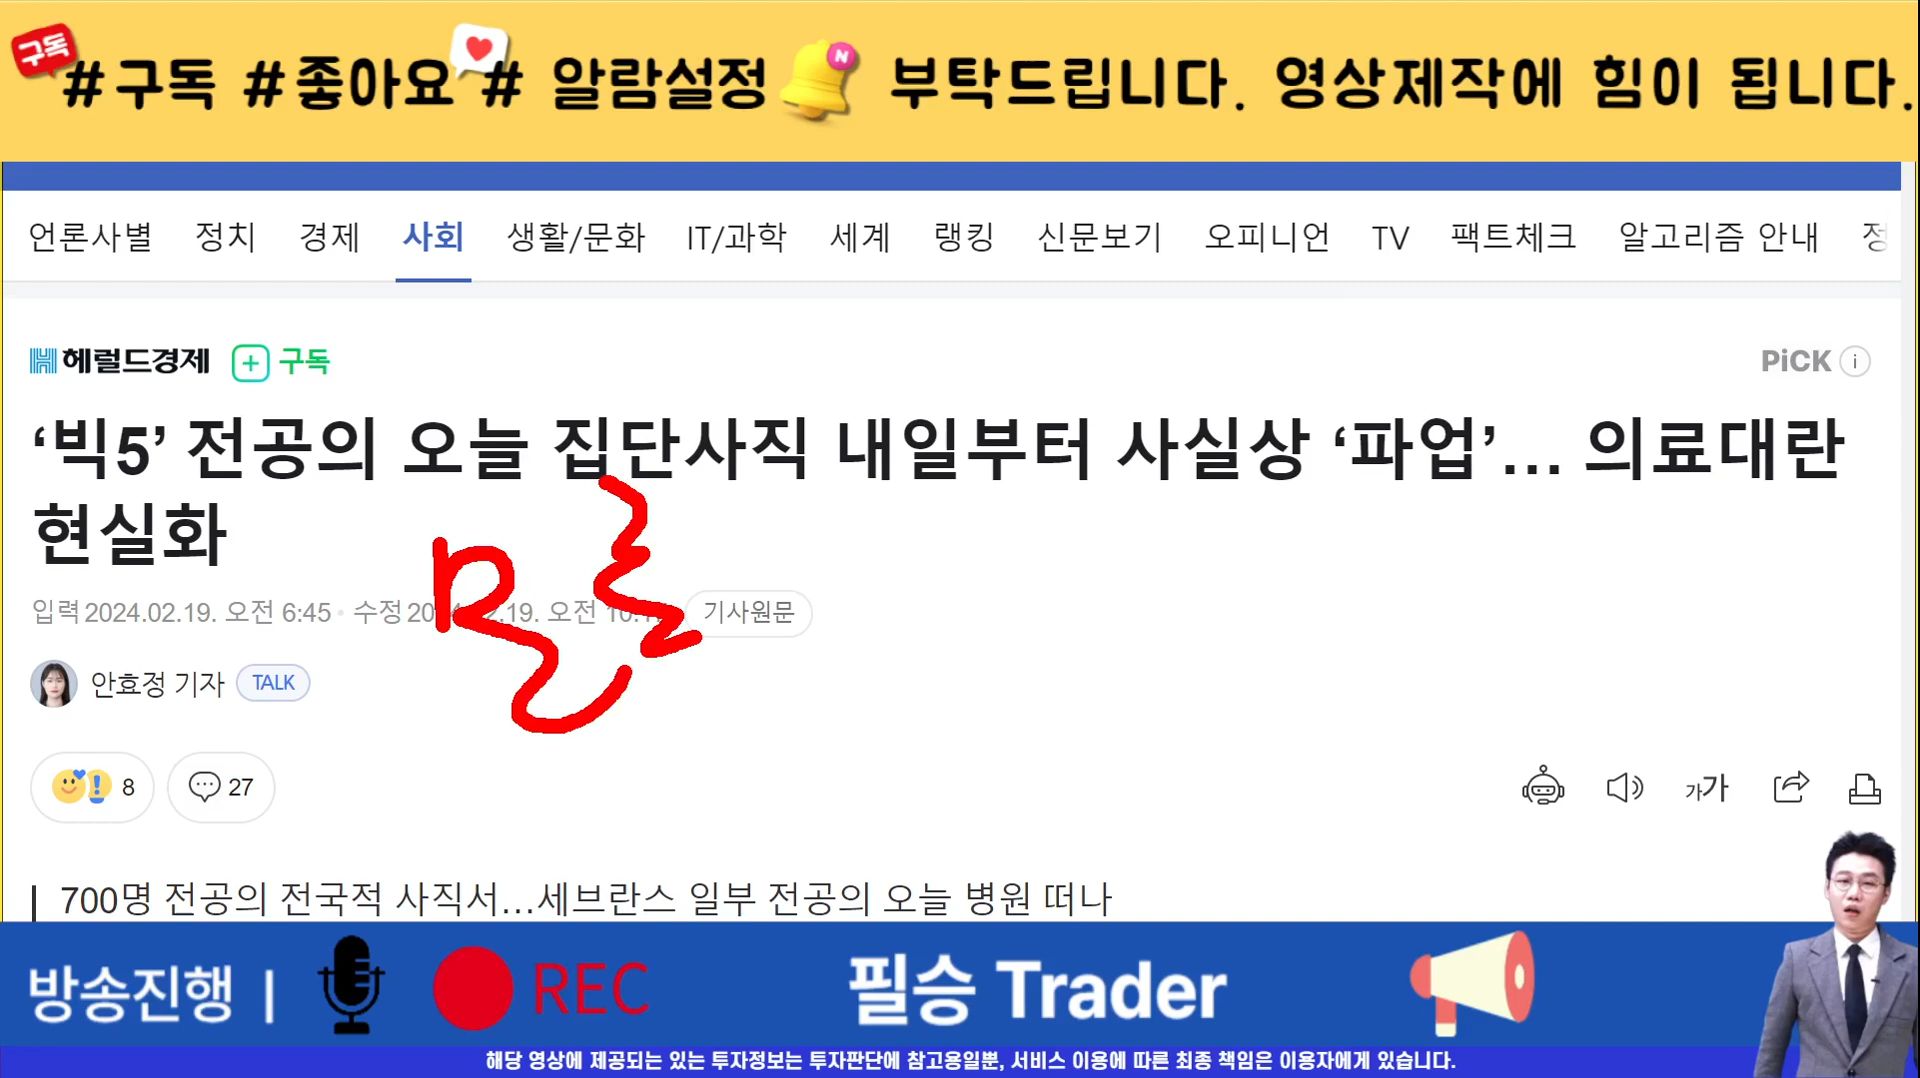 구독
#구독 #좋아요 # 알람설정 N 부탁드립니다. 영상제작에 힘이 됩니다.
언론사별 정치 경제 사회 생활/문화 IT/과학 세계 랭킹 신문보기 오피니언 TV 팩트체크 알고리즘 안내
헤럴드경제 구독 PiCK i
‘빅5’ 전공의 오늘 집단사직 내일부터 사실상 ‘파업’... 의료대란
현실화
입력 2024.02.19. 오전 6:45 수정 .19. 오전 기사원문
안효정 기자 TALK
8 27
가가
700명 전공의 전국적 사직서...세브란스 일부 전공의 오늘 병원 떠나
방송진행 | REC 필승 Trader
해당 영상에 제공되는 있는 투자정보는 투자판단에 참고용일뿐, 서비스 이용에 따른 최종 책임은 이용자에게 있습니다.